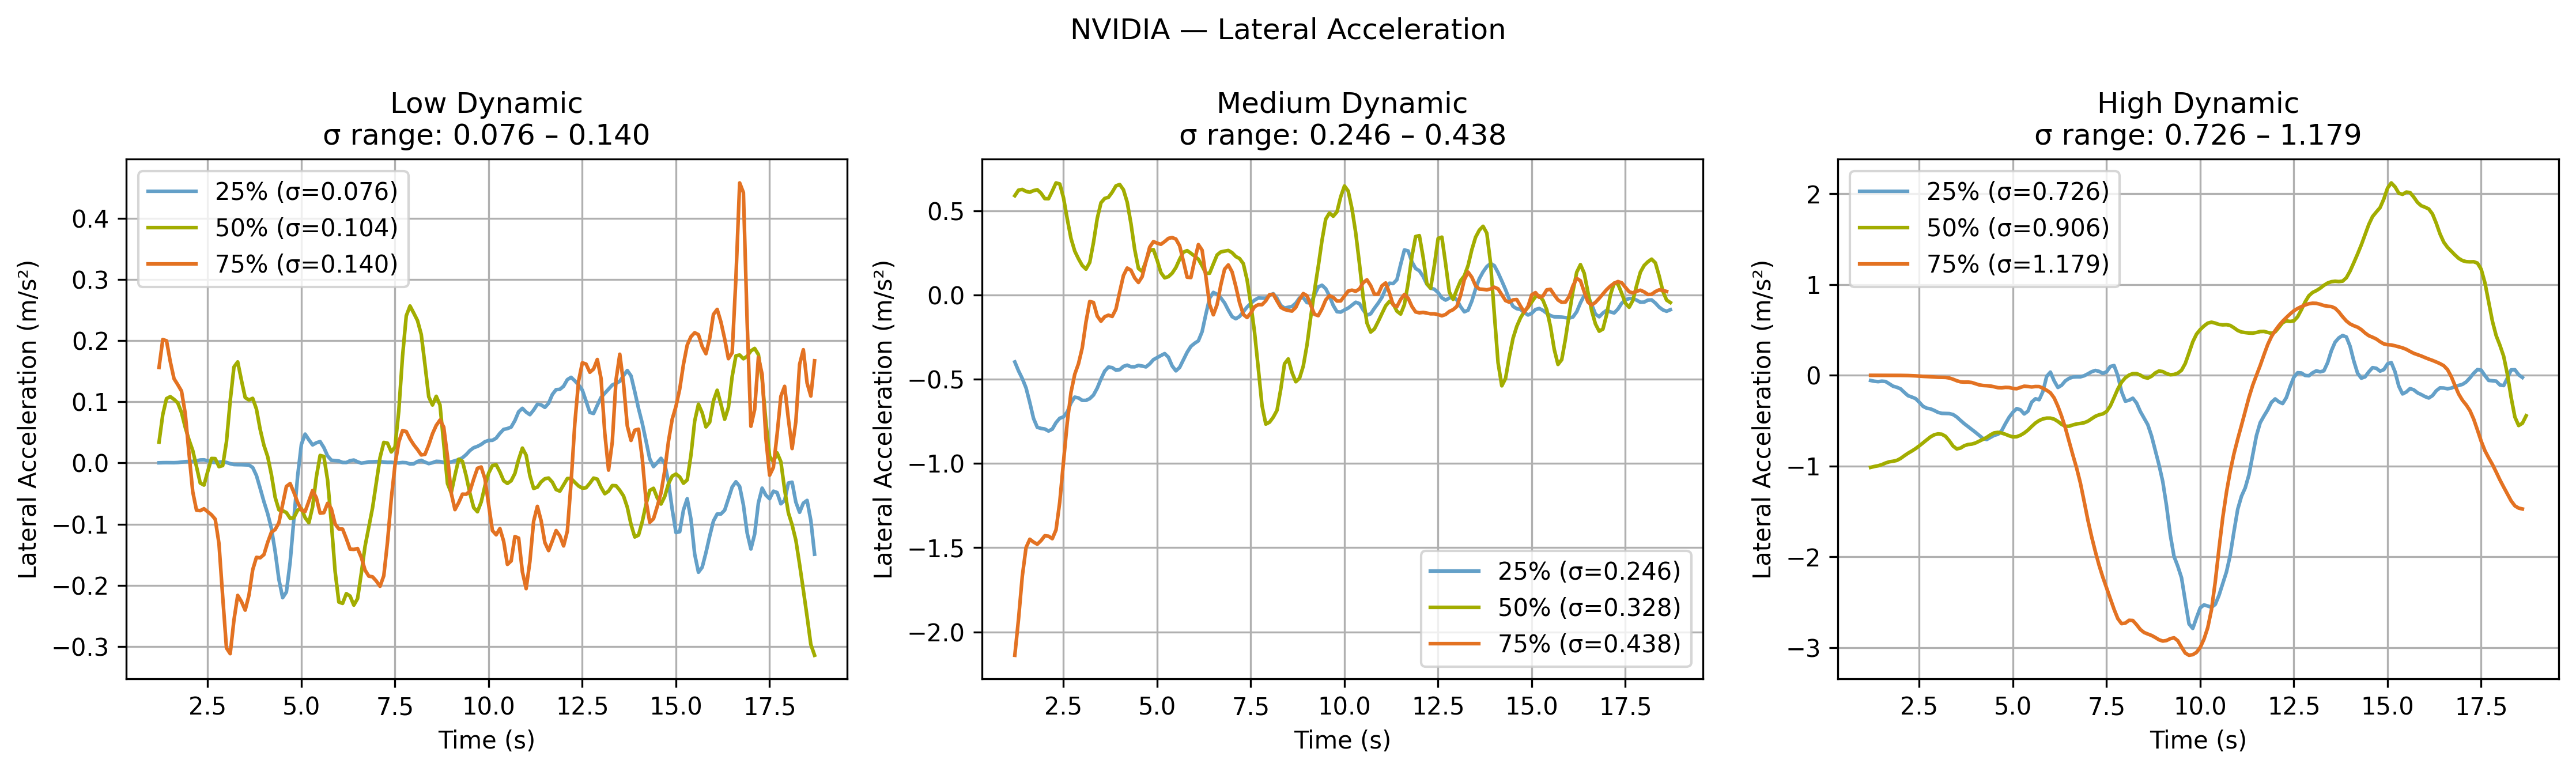 NVIDIA — Lateral Acceleration
Low Dynamic
σ range: 0.076 – 0.140
Lateral Acceleration (m/s²)
0.4
0.3
0.2
0.1
0.0
−0.1
−0.2
−0.3
25% (σ=0.076)
50% (σ=0.104)
75% (σ=0.140)
2.5 5.0 7.5 10.0 12.5 15.0 17.5
Time (s)
Medium Dynamic
σ range: 0.246 – 0.438
Lateral Acceleration (m/s²)
0.5
0.0
−0.5
−1.0
−1.5
−2.0
25% (σ=0.246)
50% (σ=0.328)
75% (σ=0.438)
2.5 5.0 7.5 10.0 12.5 15.0 17.5
Time (s)
High Dynamic
σ range: 0.726 – 1.179
Lateral Acceleration (m/s²)
2
1
0
−1
−2
−3
25% (σ=0.726)
50% (σ=0.906)
75% (σ=1.179)
2.5 5.0 7.5 10.0 12.5 15.0 17.5
Time (s)